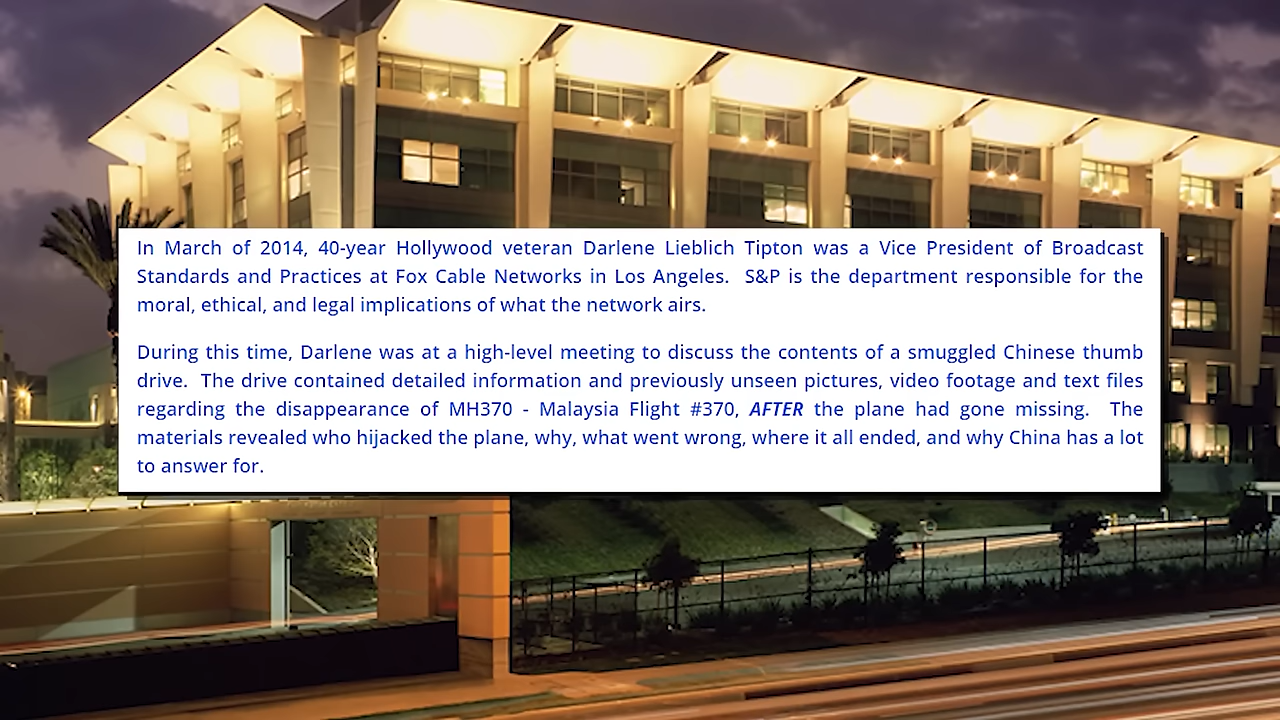 In March of 2014, 40-year Hollywood veteran Darlene Lieblich Tipton was a Vice President of Broadcast
Standards and Practices at Fox Cable Networks in Los Angeles.  S&P is the department responsible for the
moral, ethical, and legal implications of what the network airs.
During this time, Darlene was at a high-level meeting to discuss the contents of a smuggled Chinese thumb
drive.  The drive contained detailed information and previously unseen pictures, video footage and text files
regarding the disappearance of MH370 - Malaysia Flight #370, AFTER the plane had gone missing.  The
materials revealed who hijacked the plane, why, what went wrong, where it all ended, and why China has a lot
to answer for.